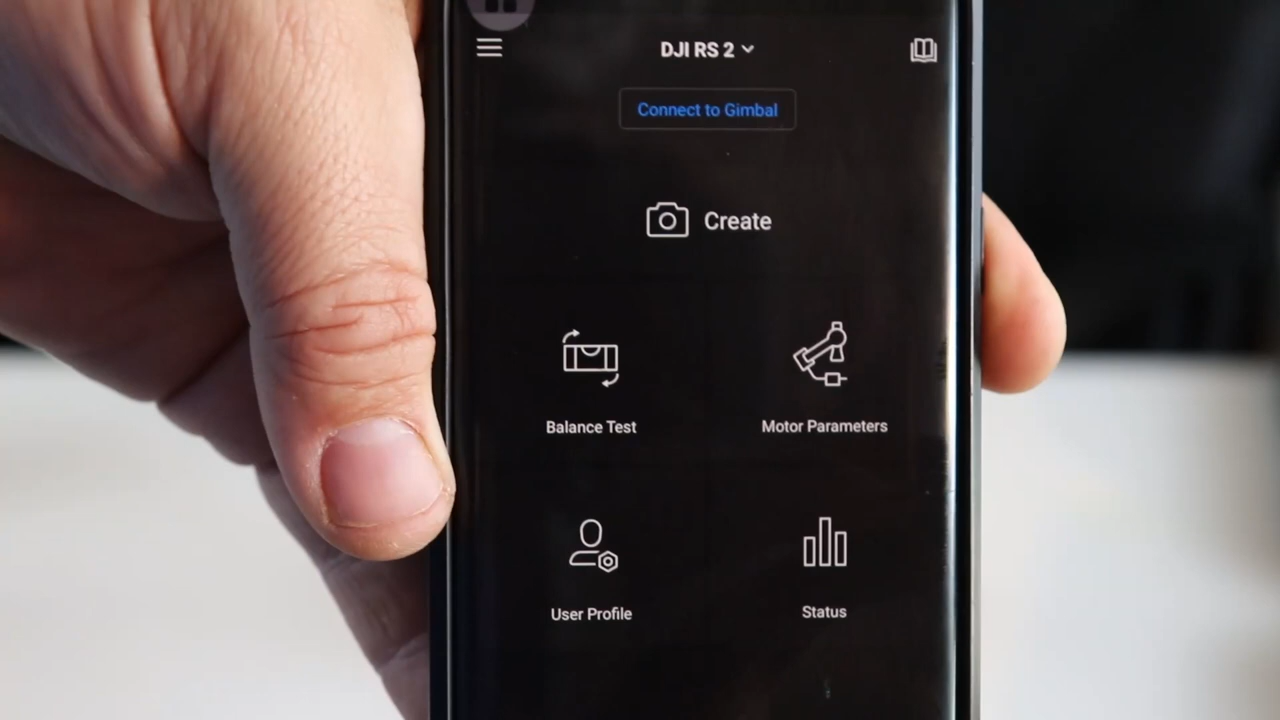 DJI RS 2
Connect to Gimbal
Create
Balance Test
Motor Parameters
User Profile
Status